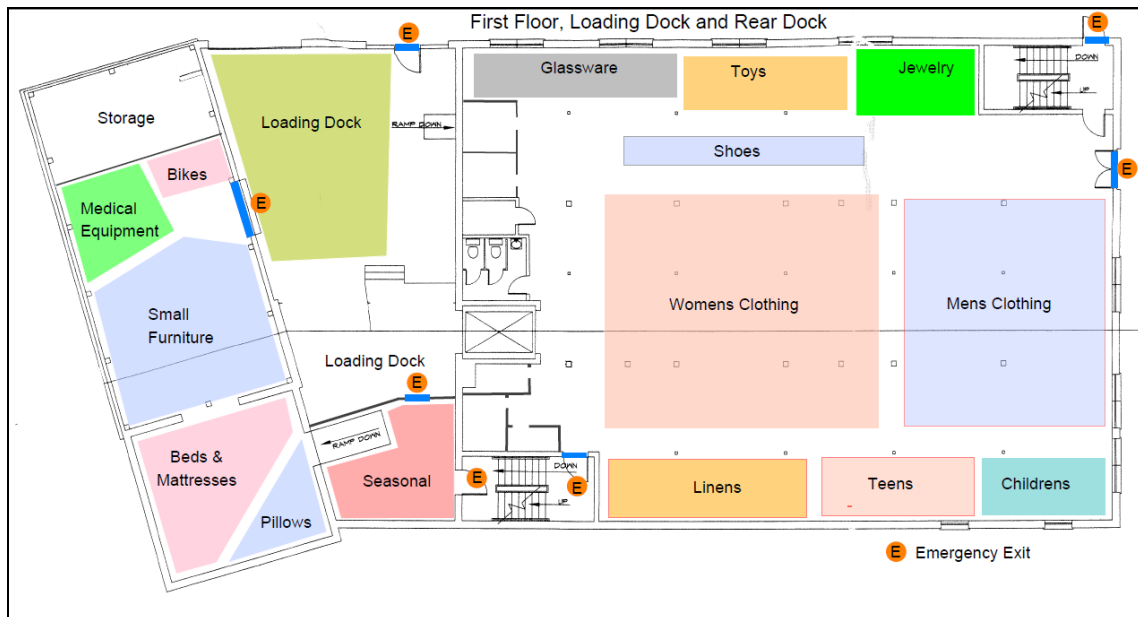 First Floor, Loading Dock and Rear Dock
E
E
Glassware
Toys
Jewelry
DOWN
UP
Storage
Loading Dock
RAMP DOWN
Shoes
E
Bikes
E
Medical
Equipment
Womens Clothing
Mens Clothing
Small
Furniture
Loading Dock
E
RAMP DOWN
Beds &
Mattresses
Seasonal
E
DOWN
E
UP
Linens
Teens
Childrens
Pillows
E Emergency Exit